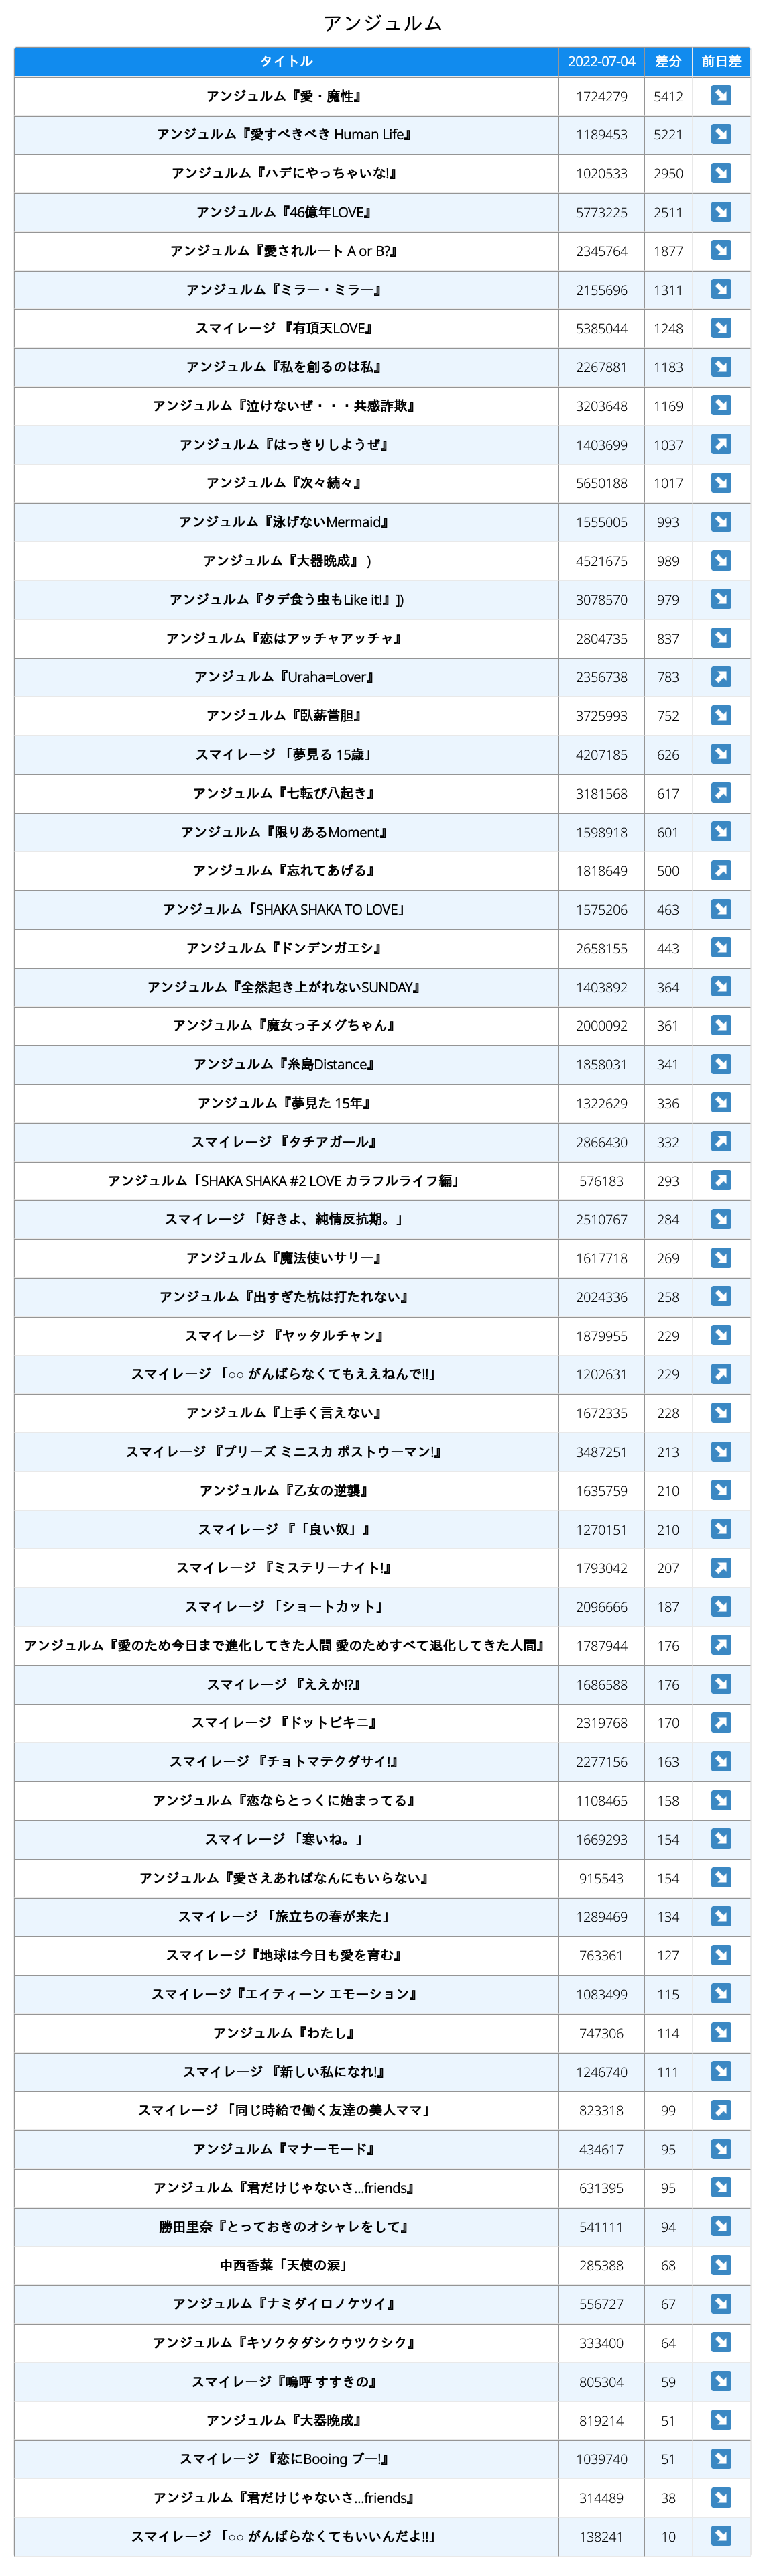 アンジュルム
タイトル 2022-07-04 差分 前日差
アンジュルム『愛・魔性』 1724279 5412 ↘
アンジュルム『愛すべきべき Human Life』 1189453 5221 ↘
アンジュルム『ハデにやっちゃいな!』 1020533 2950 ↘
アンジュルム『46億年LOVE』 5773225 2511 ↘
アンジュルム『愛されルート A or B?』 2345764 1877 ↘
アンジュルム『ミラー・ミラー』 2155696 1311 ↘
スマイレージ 『有頂天LOVE』 5385044 1248 ↘
アンジュルム『私を創るのは私』 2267881 1183 ↘
アンジュルム『泣けないぜ・・・共感詐欺』 3203648 1169 ↘
アンジュルム『はっきりしようぜ』 1403699 1037 ↗
アンジュルム『次々続々』 5650188 1017 ↘
アンジュルム『泳げないMermaid』 1555005 993 ↘
アンジュルム『大器晩成』 ) 4521675 989 ↘
アンジュルム『タデ食う虫もLike it!』]) 3078570 979 ↘
アンジュルム『恋はアッチャアッチャ』 2804735 837 ↘
アンジュルム『Uraha=Lover』 2356738 783 ↗
アンジュルム『臥薪嘗胆』 3725993 752 ↘
スマイレージ 「夢見る 15歳」 4207185 626 ↘
アンジュルム『七転び八起き』 3181568 617 ↗
アンジュルム『限りあるMoment』 1598918 601 ↘
アンジュルム『忘れてあげる』 1818649 500 ↗
アンジュルム「SHAKA SHAKA TO LOVE」 1575206 463 ↘
アンジュルム『ドンデンガエシ』 2658155 443 ↘
アンジュルム『全然起き上がれないSUNDAY』 1403892 364 ↘
アンジュルム『魔女っ子メグちゃん』 2000092 361 ↘
アンジュルム『糸島Distance』 1858031 341 ↘
アンジュルム『夢見た 15年』 1322629 336 ↘
スマイレージ 『タチアガール』 2866430 332 ↗
アンジュルム「SHAKA SHAKA #2 LOVE カラフルライフ編」 576183 293 ↗
スマイレージ 「好きよ、純情反抗期。」 2510767 284 ↘
アンジュルム『魔法使いサリー』 1617718 269 ↘
アンジュルム『出すぎた杭は打たれない』 2024336 258 ↘
スマイレージ 『ヤッタルチャン』 1879955 229 ↘
スマイレージ 「○○ がんばらなくてもええねんで!!」 1202631 229 ↗
アンジュルム『上手く言えない』 1672335 228 ↘
スマイレージ 『プリーズ ミニスカ ポストウーマン!』 3487251 213 ↘
アンジュルム『乙女の逆襲』 1635759 210 ↘
スマイレージ 『「良い奴」』 1270151 210 ↘
スマイレージ 『ミステリーナイト!』 1793042 207 ↗
スマイレージ 「ショートカット」 2096666 187 ↘
アンジュルム『愛のため今日まで進化してきた人間 愛のためすべて退化してきた人間』 1787944 176 ↗
スマイレージ 『ええか!?』 1686588 176 ↘
スマイレージ 『ドットビキニ』 2319768 170 ↗
スマイレージ 『チョトマテクダサイ!』 2277156 163 ↘
アンジュルム『恋ならとっくに始まってる』 1108465 158 ↘
スマイレージ 「寒いね。」 1669293 154 ↘
アンジュルム『愛さえあればなんにもいらない』 915543 154 ↘
スマイレージ 「旅立ちの春が来た」 1289469 134 ↘
スマイレージ『地球は今日も愛を育む』 763361 127 ↘
スマイレージ『エイティーン エモーション』 1083499 115 ↘
アンジュルム『わたし』 747306 114 ↘
スマイレージ 『新しい私になれ!』 1246740 111 ↘
スマイレージ 「同じ時給で働く友達の美人ママ」 823318 99 ↗
アンジュルム『マナーモード』 434617 95 ↘
アンジュルム『君だけじゃないさ...friends』 631395 95 ↘
勝田里奈『とっておきのオシャレをして』 541111 94 ↘
中西香菜「天使の涙」 285388 68 ↘
アンジュルム『ナミダイロノケツイ』 556727 67 ↘
アンジュルム『キソクタダシクウツクシク』 333400 64 ↘
スマイレージ『嗚呼 すすきの』 805304 59 ↘
アンジュルム『大器晩成』 819214 51 ↘
スマイレージ 『恋にBooing ブー!』 1039740 51 ↘
アンジュルム『君だけじゃないさ...friends』 314489 38 ↘
スマイレージ 「○○ がんばらなくてもいいんだよ!!」 138241 10 ↘